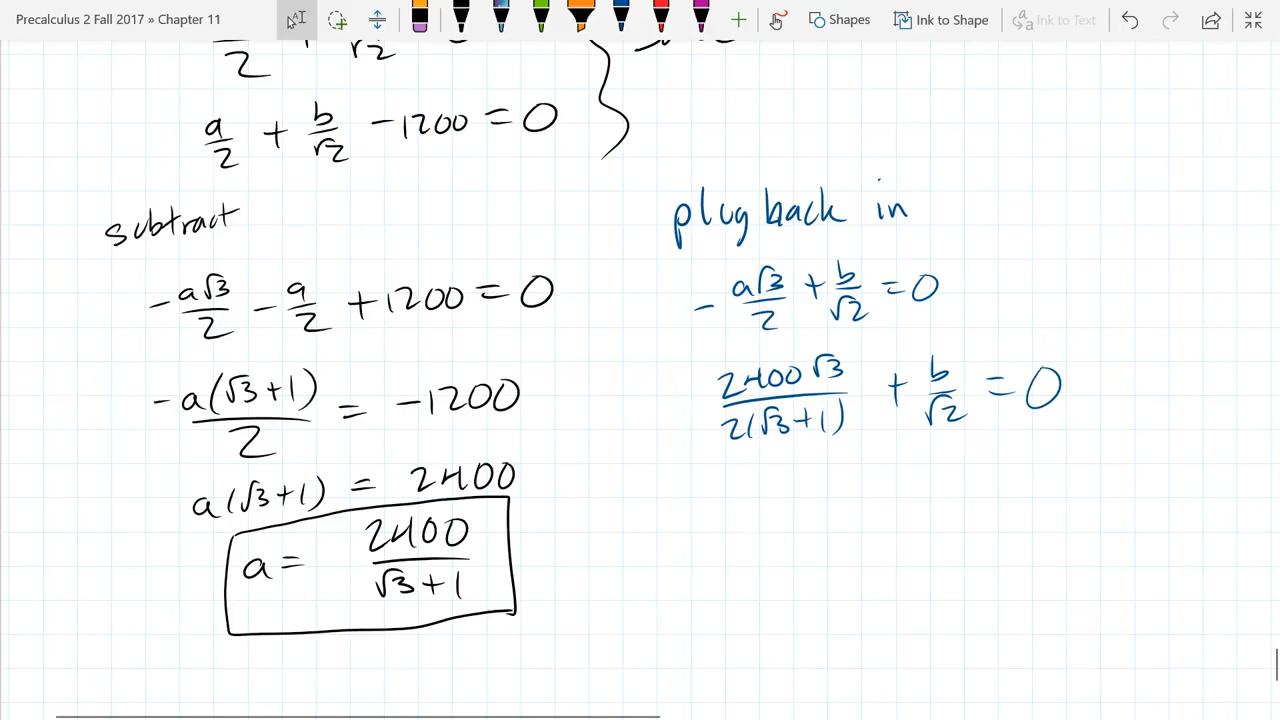 Precalculus 2 Fall 2017 » Chapter 11
Shapes
Ink to Shape
Ink to Text
a/2 + b/√2 - 1200 = 0
subtract
- a√3/2 - a/2 + 1200 = 0
- a(√3+1)/2 = -1200
a(√3+1) = 2400
a = 2400/√3+1
plug back in
- a√3/2 + b/√2 = 0
2400√3/2(√3+1) + b/√2 = 0